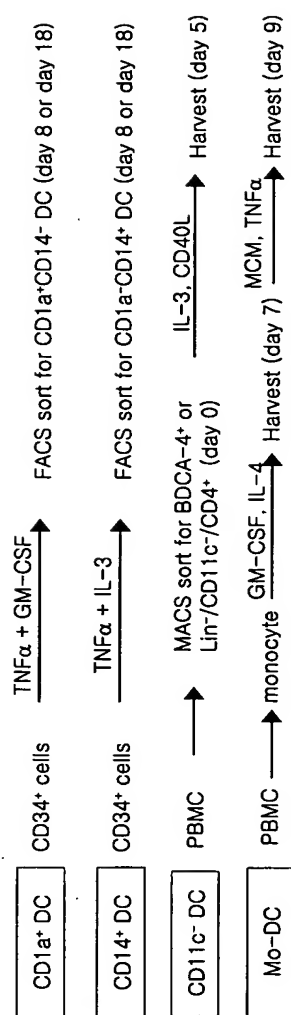 CD1a⁺ DC CD34⁺ cells TNFα + GM-CSF FACS sort for CD1a⁺CD14⁻ DC (day 8 or day 18)
CD14⁺ DC CD34⁺ cells TNFα + IL-3 FACS sort for CD1a⁻CD14⁺ DC (day 8 or day 18)
CD11c⁻ DC PBMC MACS sort for BDCA-4⁺ or
Lin⁻/CD11c⁻/CD4⁺ (day 0) IL-3, CD40L Harvest (day 5)
Mo-DC PBMC monocyte GM-CSF, IL-4 Harvest (day 7) MCM, TNFα Harvest (day 9)